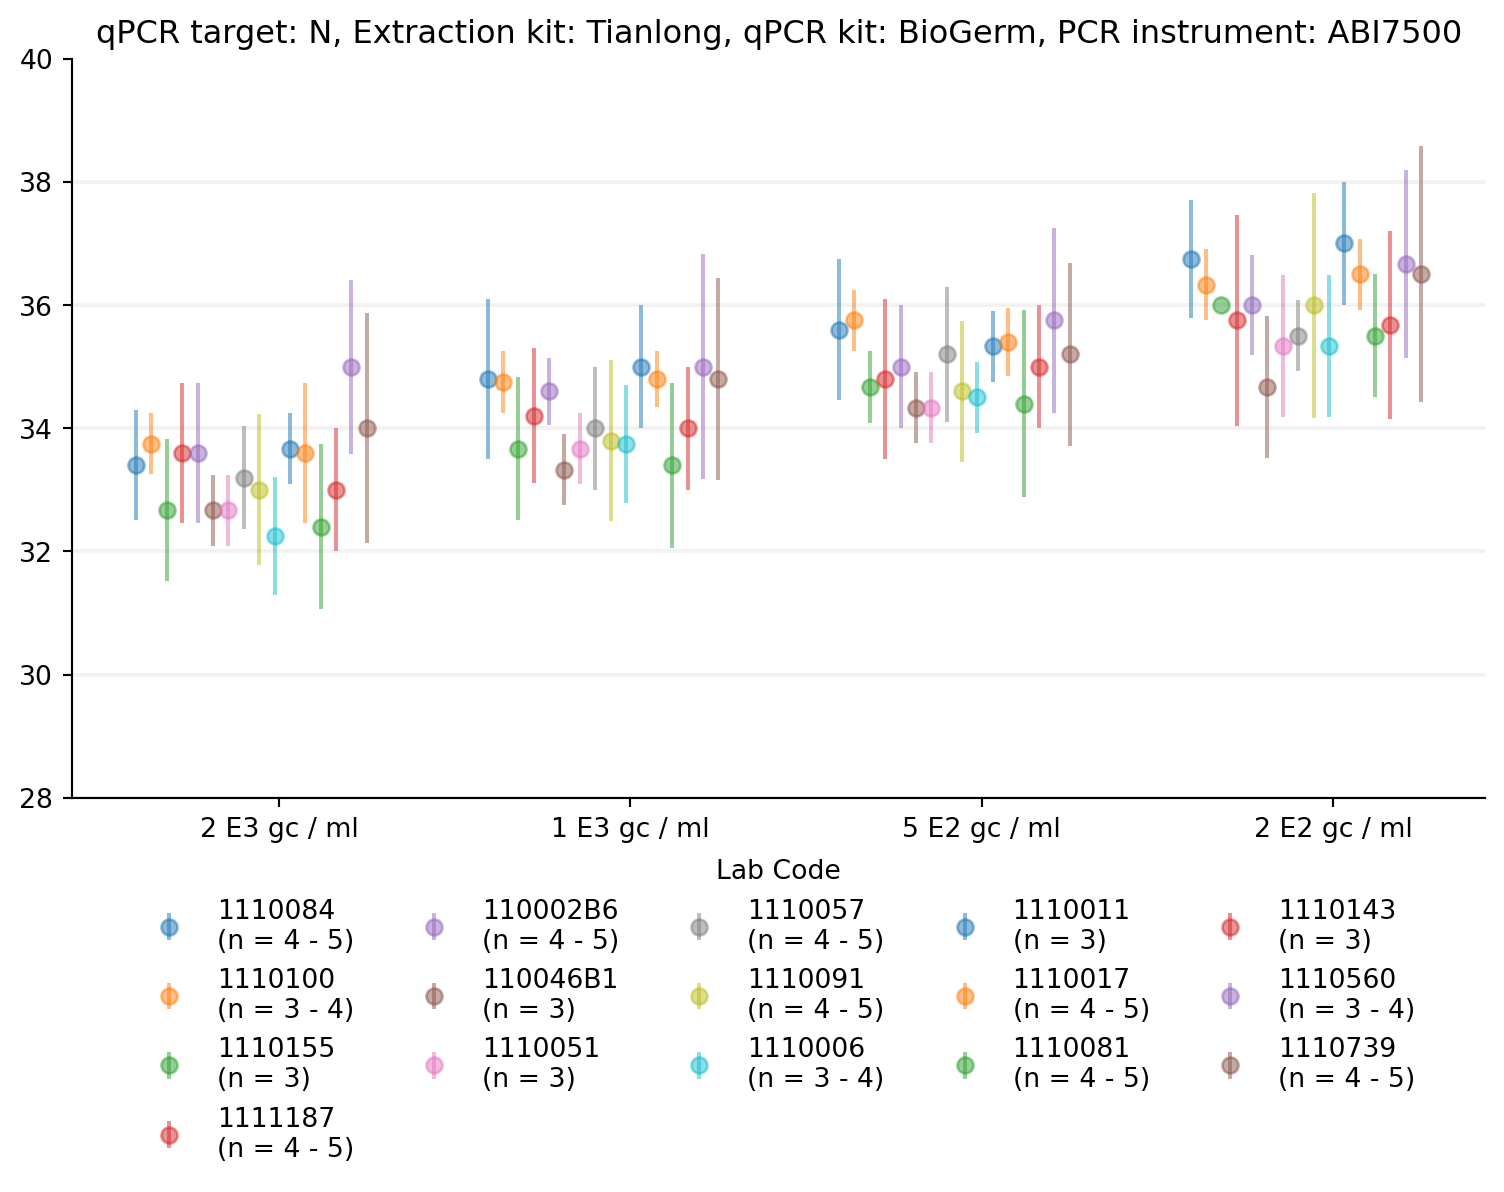 qPCR target: N, Extraction kit: Tianlong, qPCR kit: BioGerm, PCR instrument: ABI7500
40
38
36
34
32
30
28
2 E3 gc / ml
1 E3 gc / ml
5 E2 gc / ml
2 E2 gc / ml
Lab Code
1110084
(n = 4 - 5)
1110100
(n = 3 - 4)
1110155
(n = 3)
1111187
(n = 4 - 5)
110002B6
(n = 4 - 5)
110046B1
(n = 3)
1110051
(n = 3)
1110057
(n = 4 - 5)
1110091
(n = 4 - 5)
1110006
(n = 3 - 4)
1110011
(n = 3)
1110017
(n = 4 - 5)
1110081
(n = 4 - 5)
1110143
(n = 3)
1110560
(n = 3 - 4)
1110739
(n = 4 - 5)